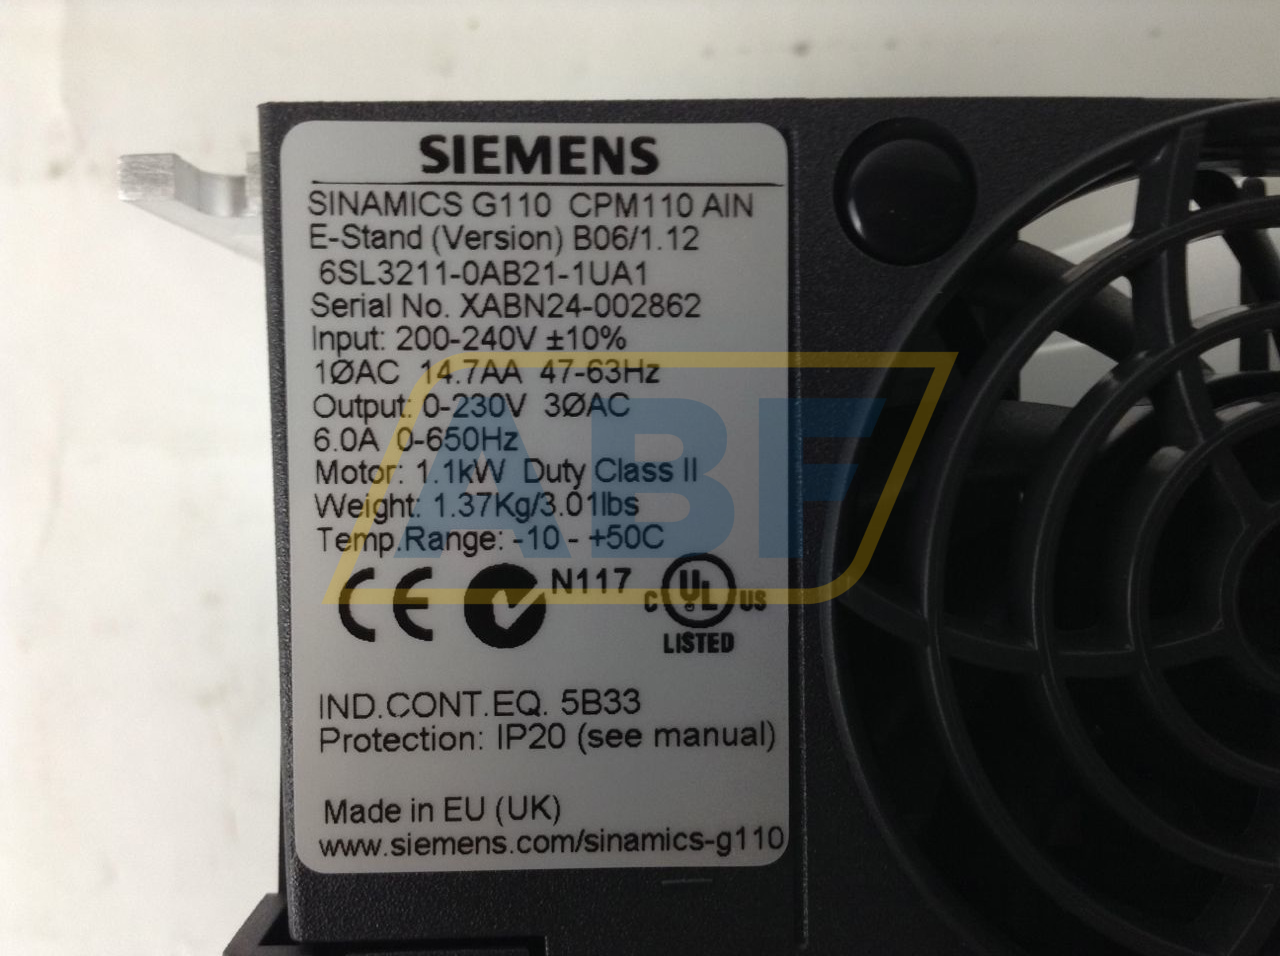 SIEMENS
SINAMICS G110 CPM110 AIN
E-Stand (Version) B06/1.12
6SL3211-0AB21-1UA1
Serial No. XABN24-002862
Input: 200-240V ±10%
1ØAC 14.7AA 47-63Hz
Output: 0-230V 3ØAC
6.0A 0-650Hz
Motor: 1.1kW Duty Class II
Weight: 1.37Kg/3.01lbs
Temp.Range: -10 - +50C
ABF
CE N117 C UL US
LISTED
IND.CONT.EQ. 5B33
Protection: IP20 (see manual)
Made in EU (UK)
www.siemens.com/sinamics-g110